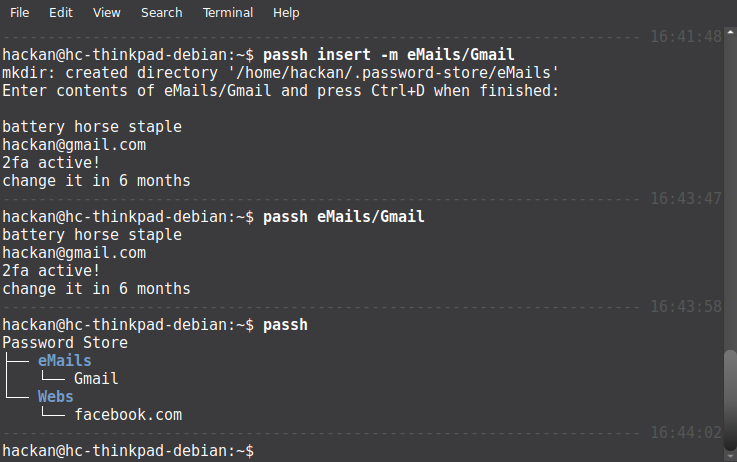 File Edit View Search Terminal Help
---------------------------------------------------------------------- 16:41:48
hackan@hc-thinkpad-debian:~$ passh insert -m eMails/Gmail
mkdir: created directory '/home/hackan/.password-store/eMails'
Enter contents of eMails/Gmail and press Ctrl+D when finished:
battery horse staple
hackan@gmail.com
2fa active!
change it in 6 months
---------------------------------------------------------------------- 16:43:47
hackan@hc-thinkpad-debian:~$ passh eMails/Gmail
battery horse staple
hackan@gmail.com
2fa active!
change it in 6 months
---------------------------------------------------------------------- 16:43:58
hackan@hc-thinkpad-debian:~$ passh
Password Store
├── eMails
│   └── Gmail
└── Webs
    └── facebook.com
---------------------------------------------------------------------- 16:44:02
hackan@hc-thinkpad-debian:~$